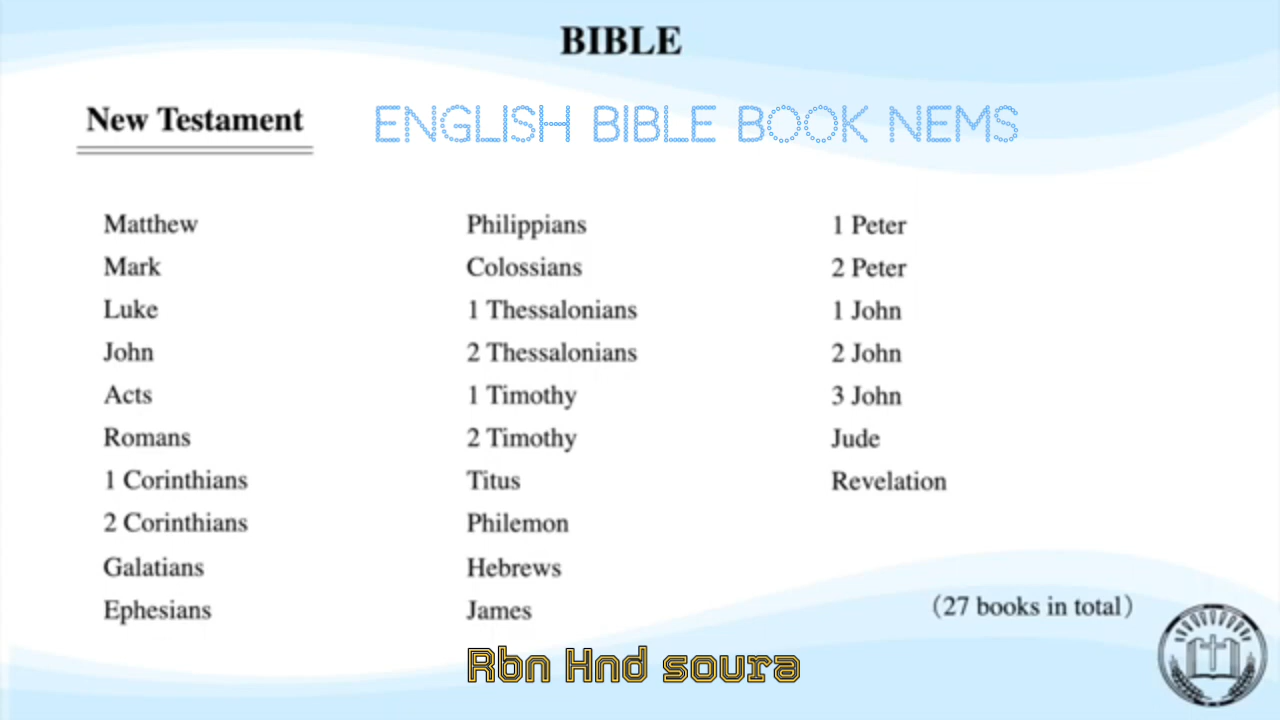 BIBLE
New Testament
ENGLISH BIBLE BOOK NEMS
Matthew
Mark
Luke
John
Acts
Romans
1 Corinthians
2 Corinthians
Galatians
Ephesians
Philippians
Colossians
1 Thessalonians
2 Thessalonians
1 Timothy
2 Timothy
Titus
Philemon
Hebrews
James
1 Peter
2 Peter
1 John
2 John
3 John
Jude
Revelation
(27 books in total)
Rbn Hnd soura